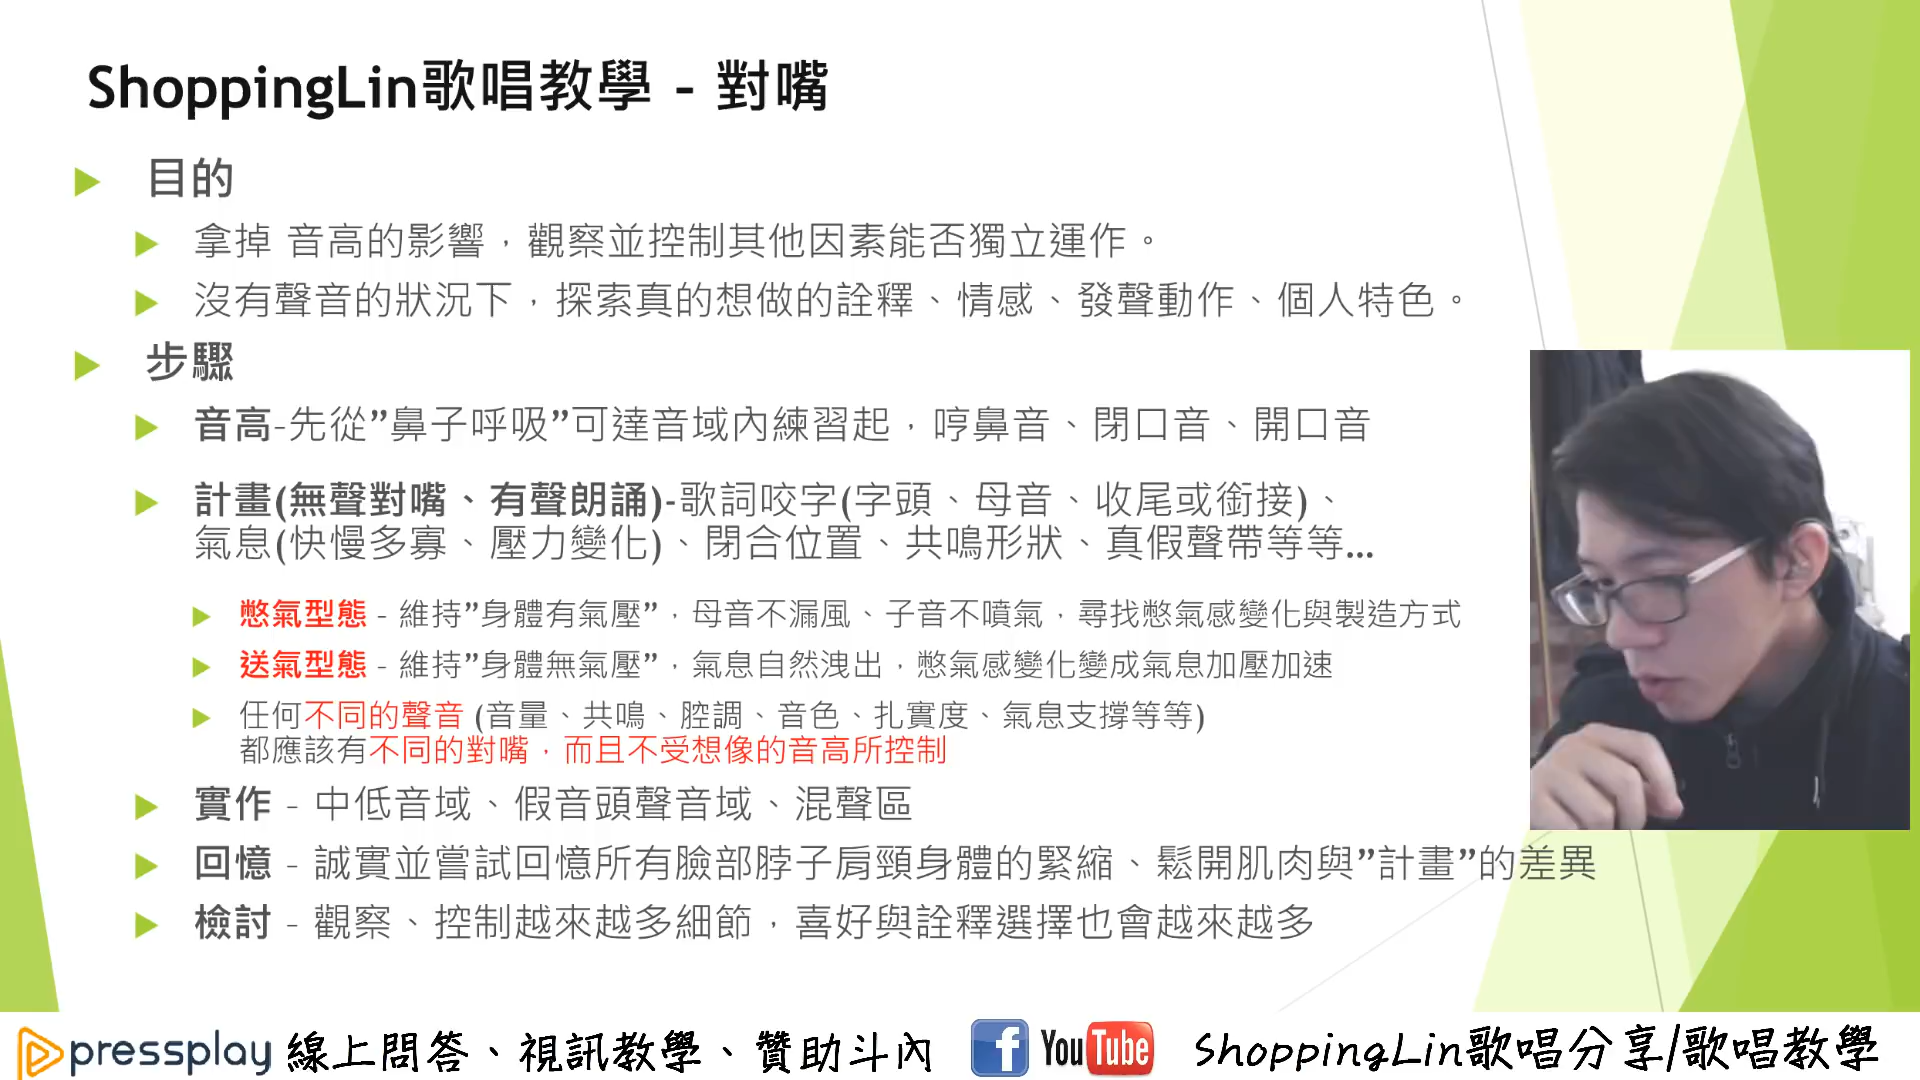 ShoppingLin歌唱教學 - 對嘴
目的
拿掉 音高的影響，觀察並控制其他因素能否獨立運作。
沒有聲音的狀況下，探索真的想做的詮釋、情感、發聲動作、個人特色。
步驟
音高-先從”鼻子呼吸”可達音域內練習起，哼鼻音、閉口音、開口音
計畫(無聲對嘴、有聲朗誦)-歌詞咬字(字頭、母音、收尾或銜接)、
氣息(快慢多寡、壓力變化)、閉合位置、共鳴形狀、真假聲帶等等…
憋氣型態 - 維持”身體有氣壓”，母音不漏風、子音不噴氣，尋找憋氣感變化與製造方式
送氣型態 - 維持”身體無氣壓”，氣息自然洩出，憋氣感變化變成氣息加壓加速
任何不同的聲音 (音量、共鳴、腔調、音色、扎實度、氣息支撐等等)
都應該有不同的對嘴，而且不受想像的音高所控制
實作 - 中低音域、假音頭聲音域、混聲區
回憶 - 誠實並嘗試回憶所有臉部脖子肩頸身體的緊縮、鬆開肌肉與”計畫”的差異
檢討 - 觀察、控制越來越多細節，喜好與詮釋選擇也會越來越多
pressplay 線上問答、視訊教學、贊助斗內 f YouTube ShoppingLin歌唱分享/歌唱教學